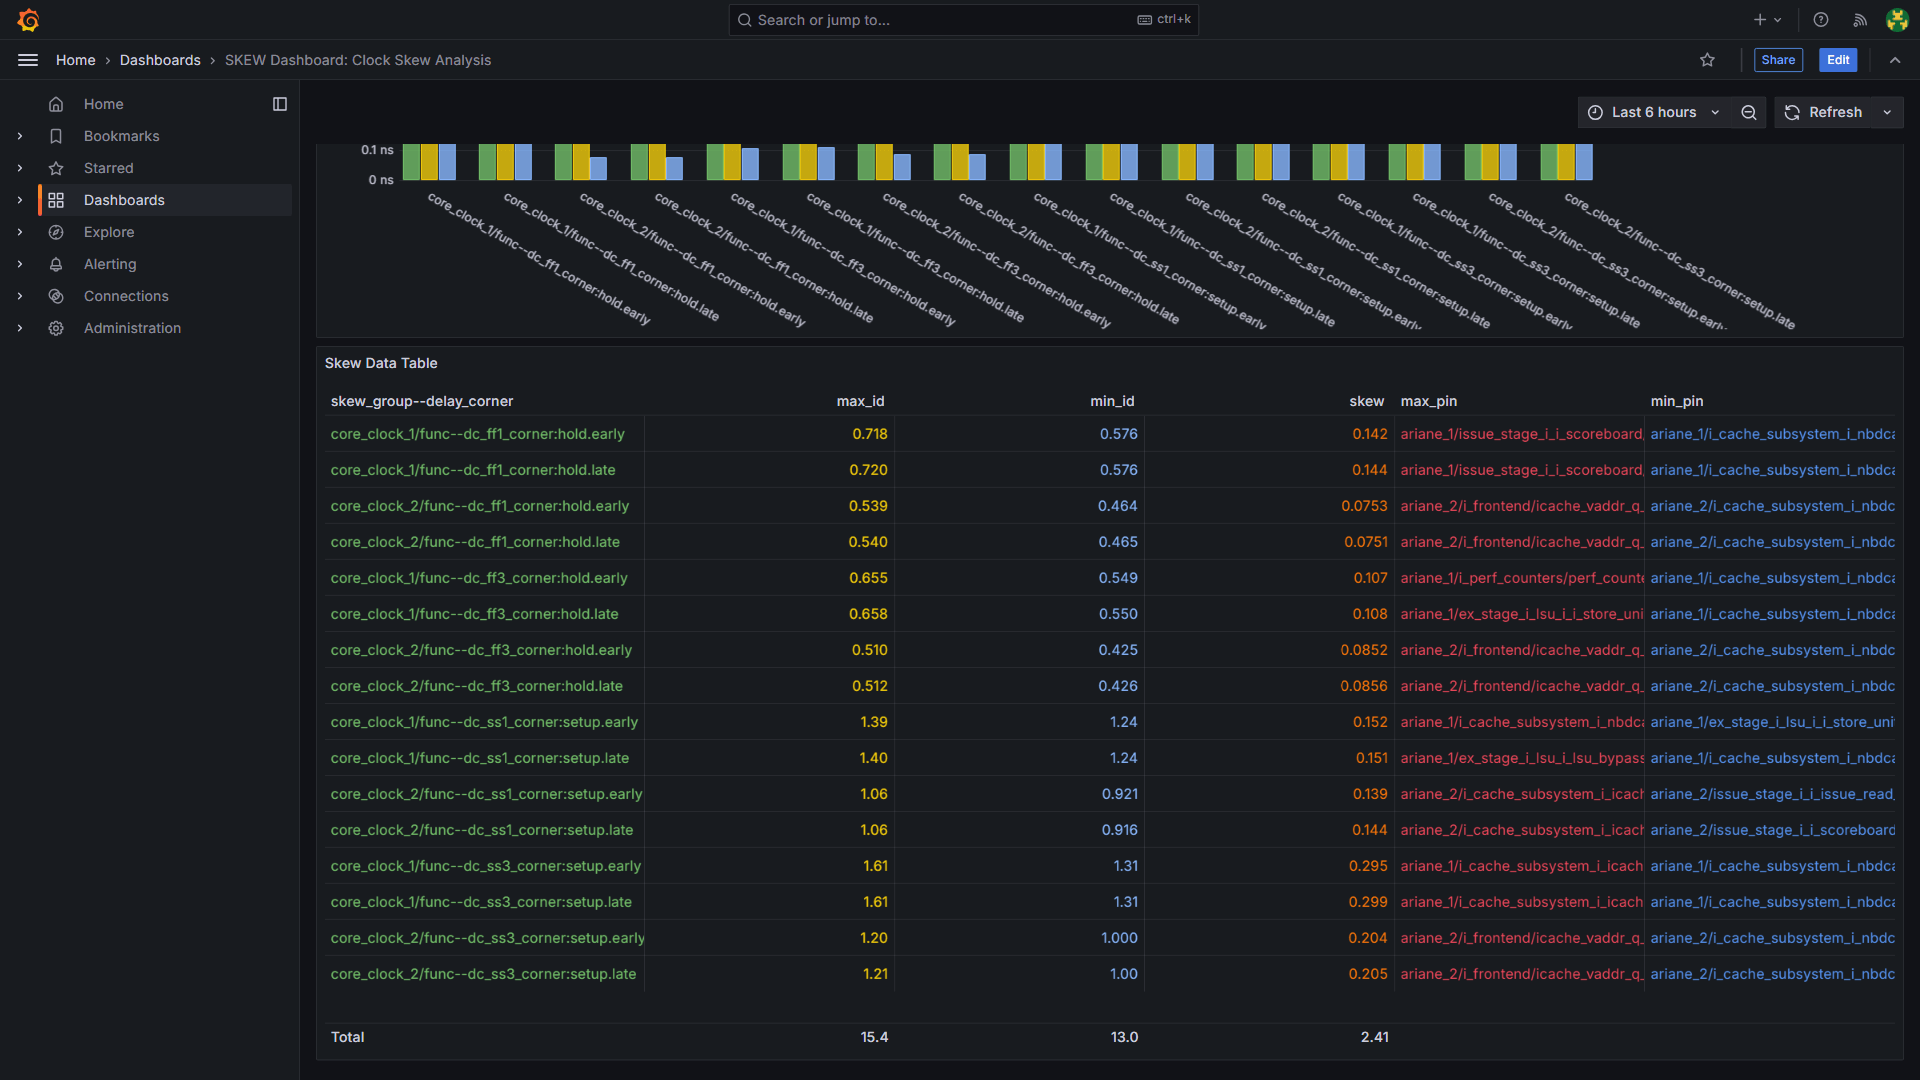 Search or jump to...
ctrl+k
Home › Dashboards › SKEW Dashboard: Clock Skew Analysis
Share
Edit
Home
Bookmarks
Starred
Dashboards
Explore
Alerting
Connections
Administration
Last 6 hours
Refresh
0.1 ns
0 ns
core_clock_1/func--dc_ff1_corner:hold.early
core_clock_1/func--dc_ff1_corner:hold.late
core_clock_2/func--dc_ff1_corner:hold.early
core_clock_2/func--dc_ff1_corner:hold.late
core_clock_1/func--dc_ff3_corner:hold.early
core_clock_1/func--dc_ff3_corner:hold.late
core_clock_2/func--dc_ff3_corner:hold.early
core_clock_2/func--dc_ff3_corner:hold.late
core_clock_1/func--dc_ss1_corner:setup.early
core_clock_1/func--dc_ss1_corner:setup.late
core_clock_2/func--dc_ss1_corner:setup.early
core_clock_2/func--dc_ss1_corner:setup.late
core_clock_1/func--dc_ss3_corner:setup.early
core_clock_1/func--dc_ss3_corner:setup.late
core_clock_2/func--dc_ss3_corner:setup.early
core_clock_2/func--dc_ss3_corner:setup.late
Skew Data Table
skew_group--delay_corner max_id min_id skew max_pin min_pin
core_clock_1/func--dc_ff1_corner:hold.early 0.718 0.576 0.142 ariane_1/issue_stage_i_i_scoreboard_ ariane_1/i_cache_subsystem_i_nbdca
core_clock_1/func--dc_ff1_corner:hold.late 0.720 0.576 0.144 ariane_1/issue_stage_i_i_scoreboard_ ariane_1/i_cache_subsystem_i_nbdca
core_clock_2/func--dc_ff1_corner:hold.early 0.539 0.464 0.0753 ariane_2/i_frontend/icache_vaddr_q_ ariane_2/i_cache_subsystem_i_nbdc
core_clock_2/func--dc_ff1_corner:hold.late 0.540 0.465 0.0751 ariane_2/i_frontend/icache_vaddr_q_ ariane_2/i_cache_subsystem_i_nbdc
core_clock_1/func--dc_ff3_corner:hold.early 0.655 0.549 0.107 ariane_1/i_perf_counters/perf_counte ariane_1/i_cache_subsystem_i_nbdca
core_clock_1/func--dc_ff3_corner:hold.late 0.658 0.550 0.108 ariane_1/ex_stage_i_lsu_i_i_store_uni ariane_1/i_cache_subsystem_i_nbdca
core_clock_2/func--dc_ff3_corner:hold.early 0.510 0.425 0.0852 ariane_2/i_frontend/icache_vaddr_q_ ariane_2/i_cache_subsystem_i_nbdc
core_clock_2/func--dc_ff3_corner:hold.late 0.512 0.426 0.0856 ariane_2/i_frontend/icache_vaddr_q_ ariane_2/i_cache_subsystem_i_nbdc
core_clock_1/func--dc_ss1_corner:setup.early 1.39 1.24 0.152 ariane_1/i_cache_subsystem_i_nbdca ariane_1/ex_stage_i_lsu_i_i_store_uni
core_clock_1/func--dc_ss1_corner:setup.late 1.40 1.24 0.151 ariane_1/ex_stage_i_lsu_i_lsu_bypass ariane_1/i_cache_subsystem_i_nbdca
core_clock_2/func--dc_ss1_corner:setup.early 1.06 0.921 0.139 ariane_2/i_cache_subsystem_i_icach ariane_2/issue_stage_i_i_issue_read_
core_clock_2/func--dc_ss1_corner:setup.late 1.06 0.916 0.144 ariane_2/i_cache_subsystem_i_icach ariane_2/issue_stage_i_i_scoreboard
core_clock_1/func--dc_ss3_corner:setup.early 1.61 1.31 0.295 ariane_1/i_cache_subsystem_i_icach ariane_1/i_cache_subsystem_i_nbdca
core_clock_1/func--dc_ss3_corner:setup.late 1.61 1.31 0.299 ariane_1/i_cache_subsystem_i_icach ariane_1/i_cache_subsystem_i_nbdca
core_clock_2/func--dc_ss3_corner:setup.early 1.20 1.000 0.204 ariane_2/i_frontend/icache_vaddr_q_ ariane_2/i_cache_subsystem_i_nbdc
core_clock_2/func--dc_ss3_corner:setup.late 1.21 1.00 0.205 ariane_2/i_frontend/icache_vaddr_q_ ariane_2/i_cache_subsystem_i_nbdc
Total 15.4 13.0 2.41